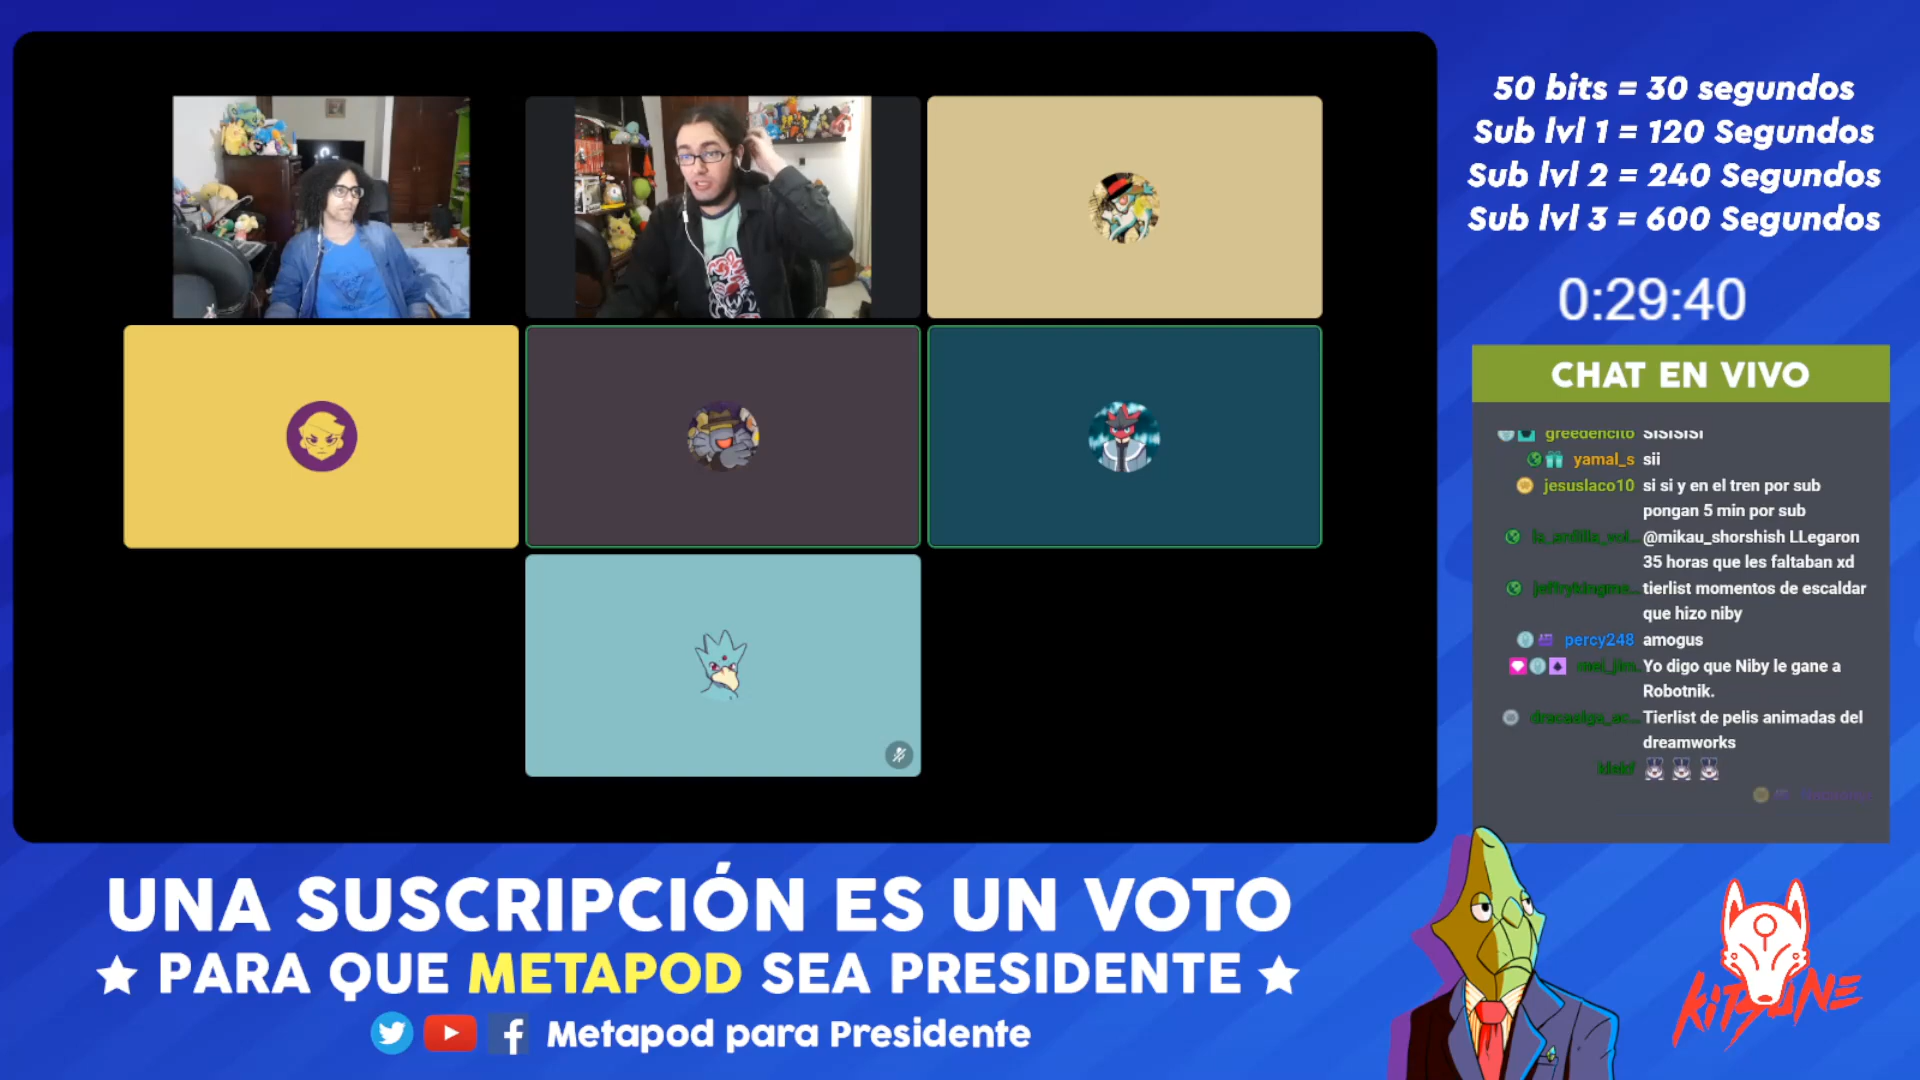 50 bits = 30 segundos
Sub lvl 1 = 120 Segundos
Sub lvl 2 = 240 Segundos
Sub lvl 3 = 600 Segundos
0:29:40
CHAT EN VIVO
greedencito SISISISI
yamal_s sii
jesuslaco10 si si y en el tren por sub
pongan 5 min por sub
@mikau_shorshish LLegaron
35 horas que les faltaban xd
tierlist momentos de escaldar
que hizo niby
percy248 amogus
Yo digo que Niby le gane a
Robotnik.
Tierlist de pelis animadas del
dreamworks
UNA SUSCRIPCIÓN ES UN VOTO
PARA QUE METAPOD SEA PRESIDENTE
Metapod para Presidente
KITSUNE